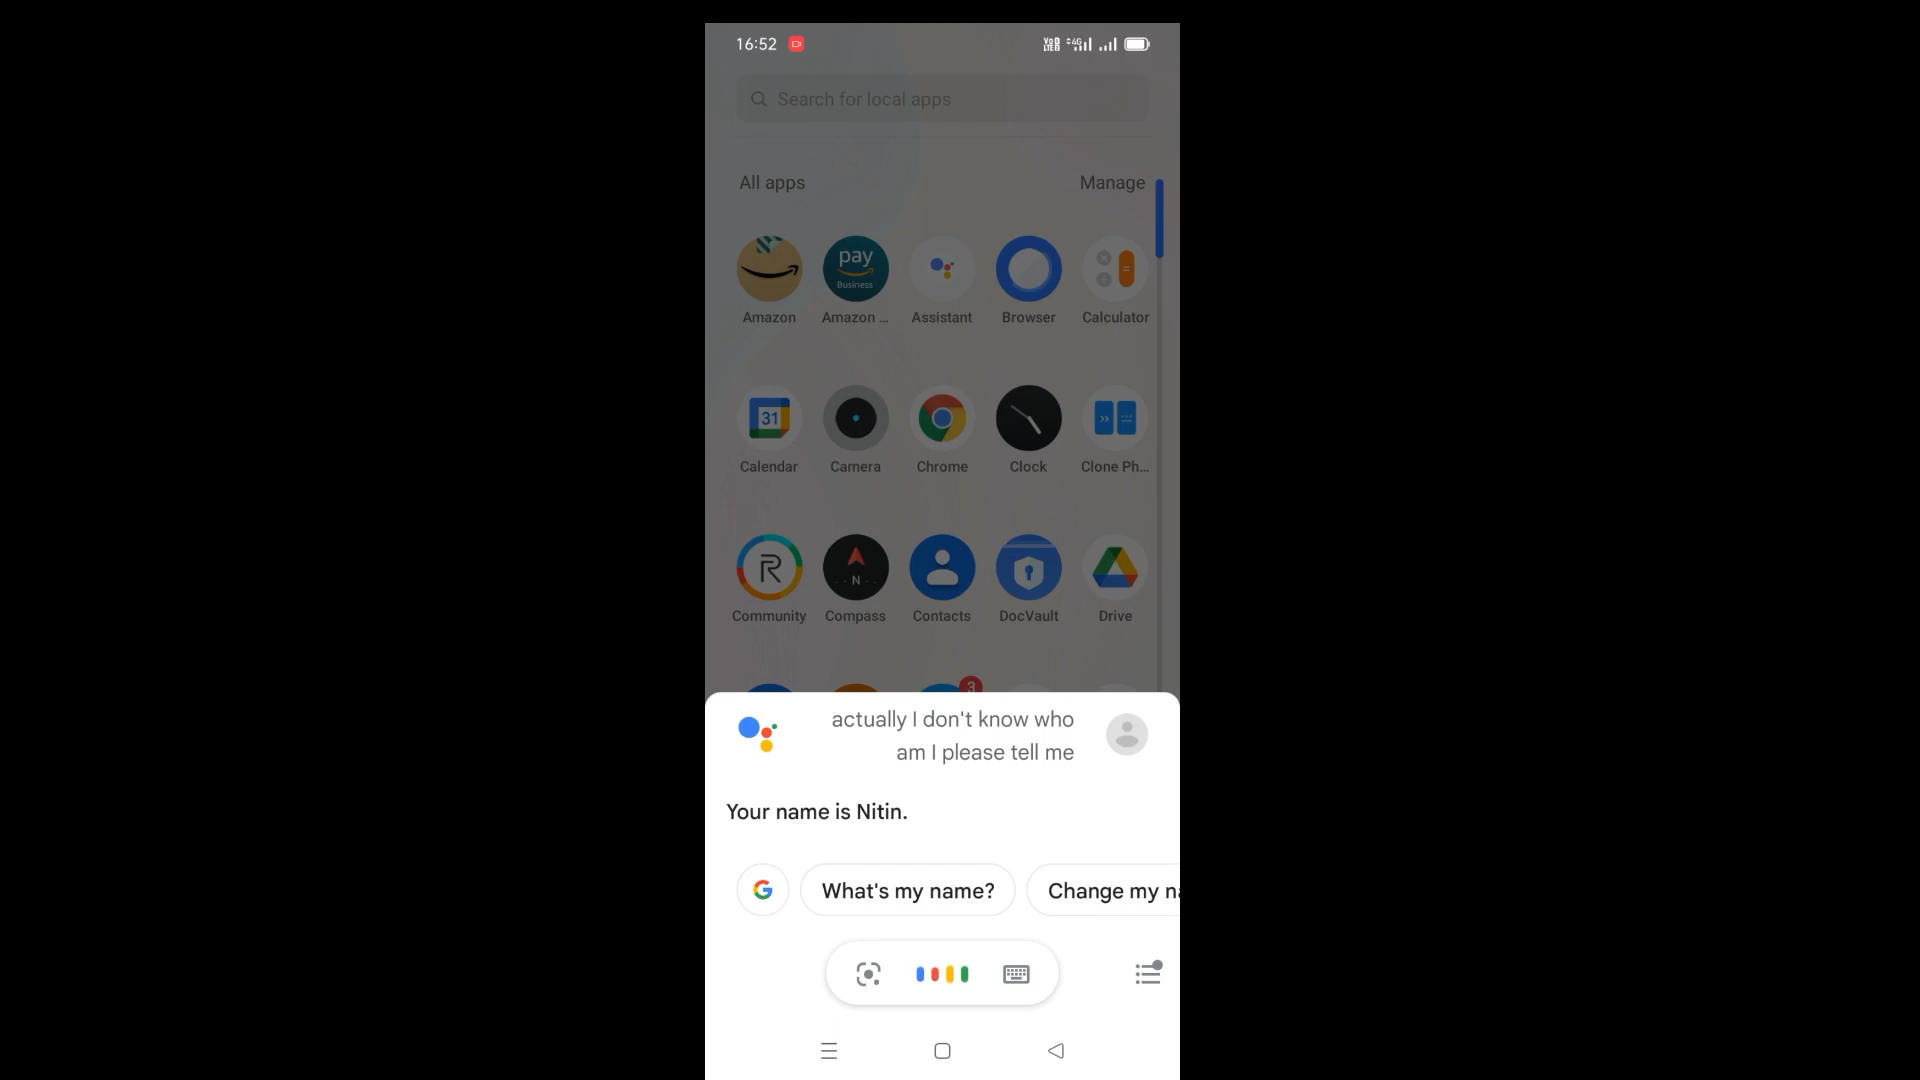 16:52
Search for local apps
All apps
Manage
pay
Business
Amazon
Amazon ...
Assistant
Browser
Calculator
31
Calendar
Camera
Chrome
Clock
Clone Ph...
N
Community
Compass
Contacts
DocVault
Drive
3
actually I don't know who
am I please tell me
Your name is Nitin.
What's my name?
Change my na